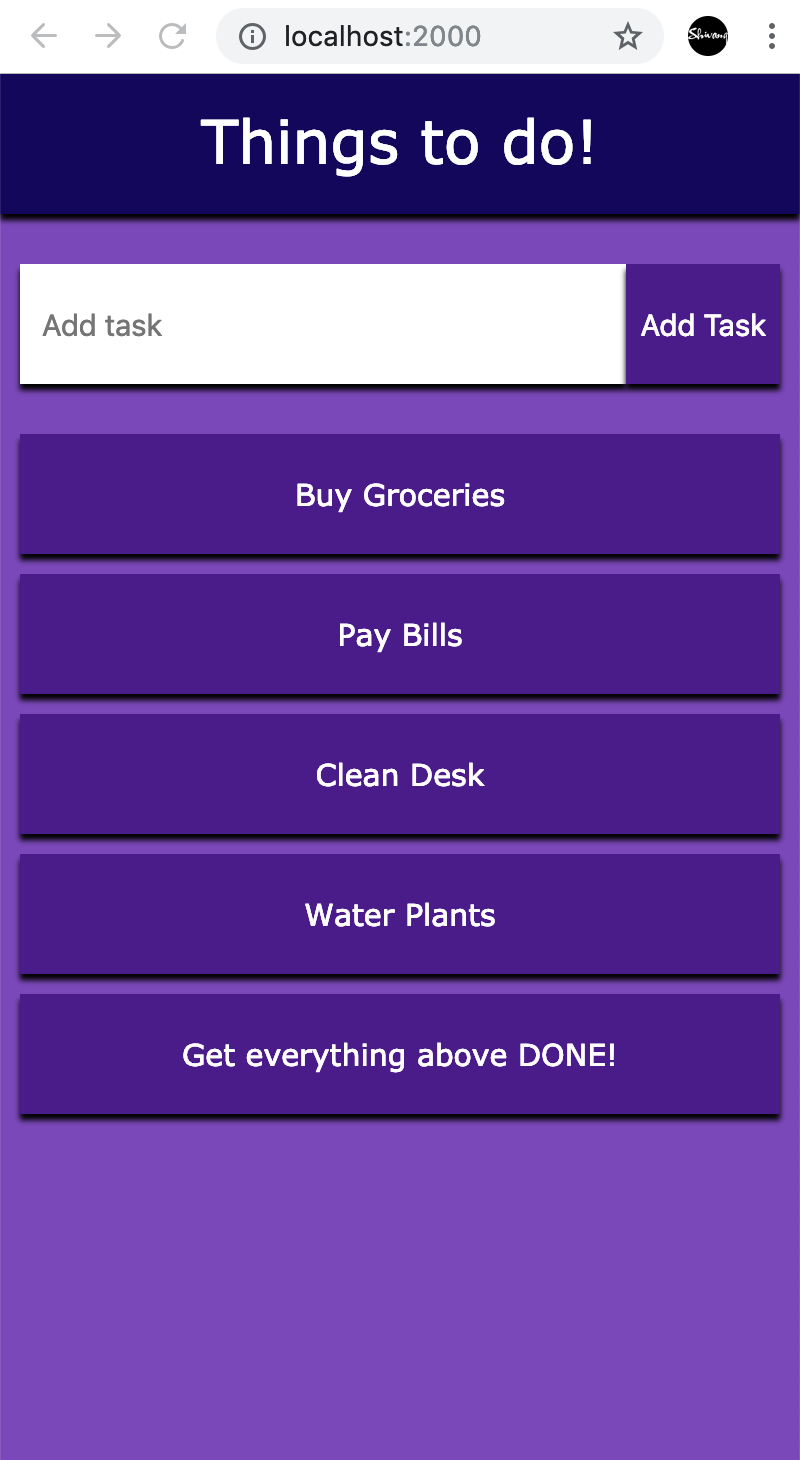 localhost:2000
Shivang
Things to do!
Add task
Add Task
Buy Groceries
Pay Bills
Clean Desk
Water Plants
Get everything above DONE!